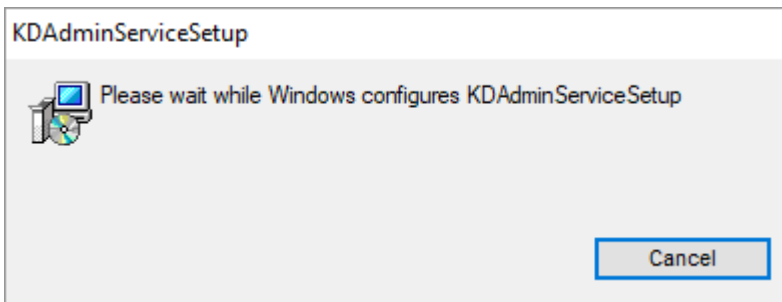 KDAdminServiceSetup
Please wait while Windows configures KDAdminServiceSetup
Cancel